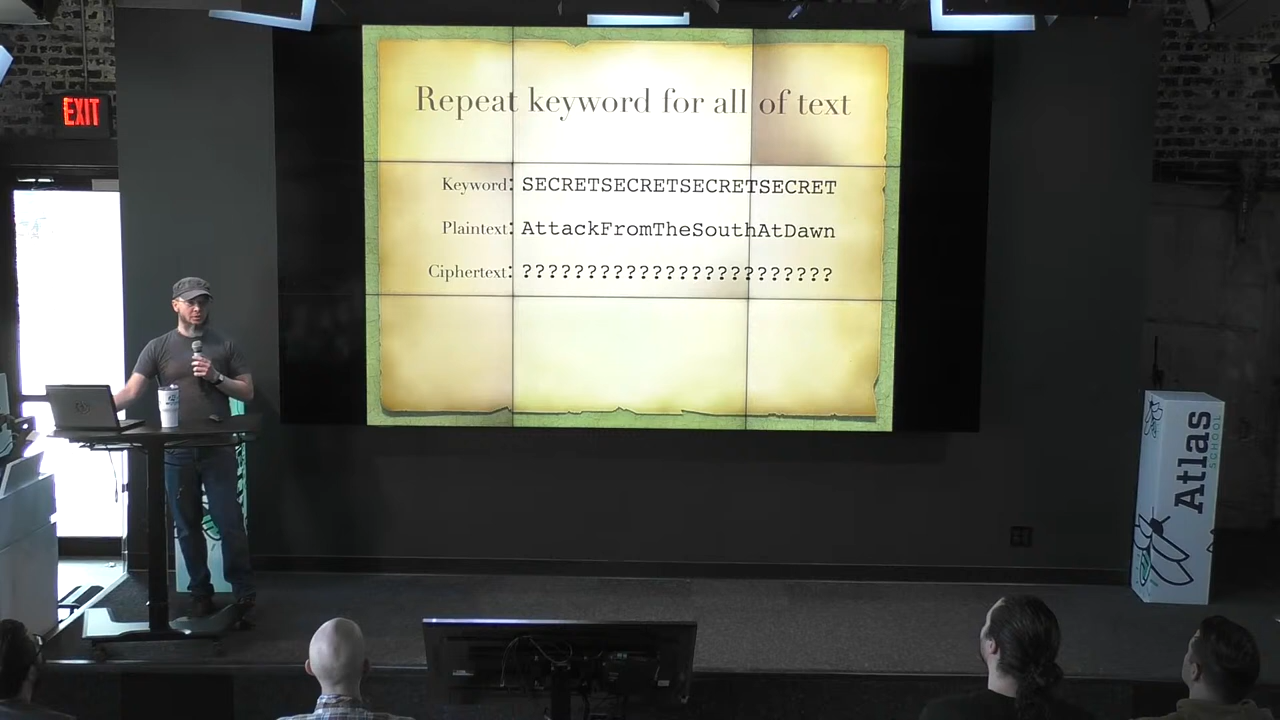 EXIT
Repeat keyword for all of text
Keyword: SECRETSECRETSECRETSECRET
Plaintext: AttackFromTheSouthAtDawn
Ciphertext: ????????????????????????
Atlas
SCHOOL